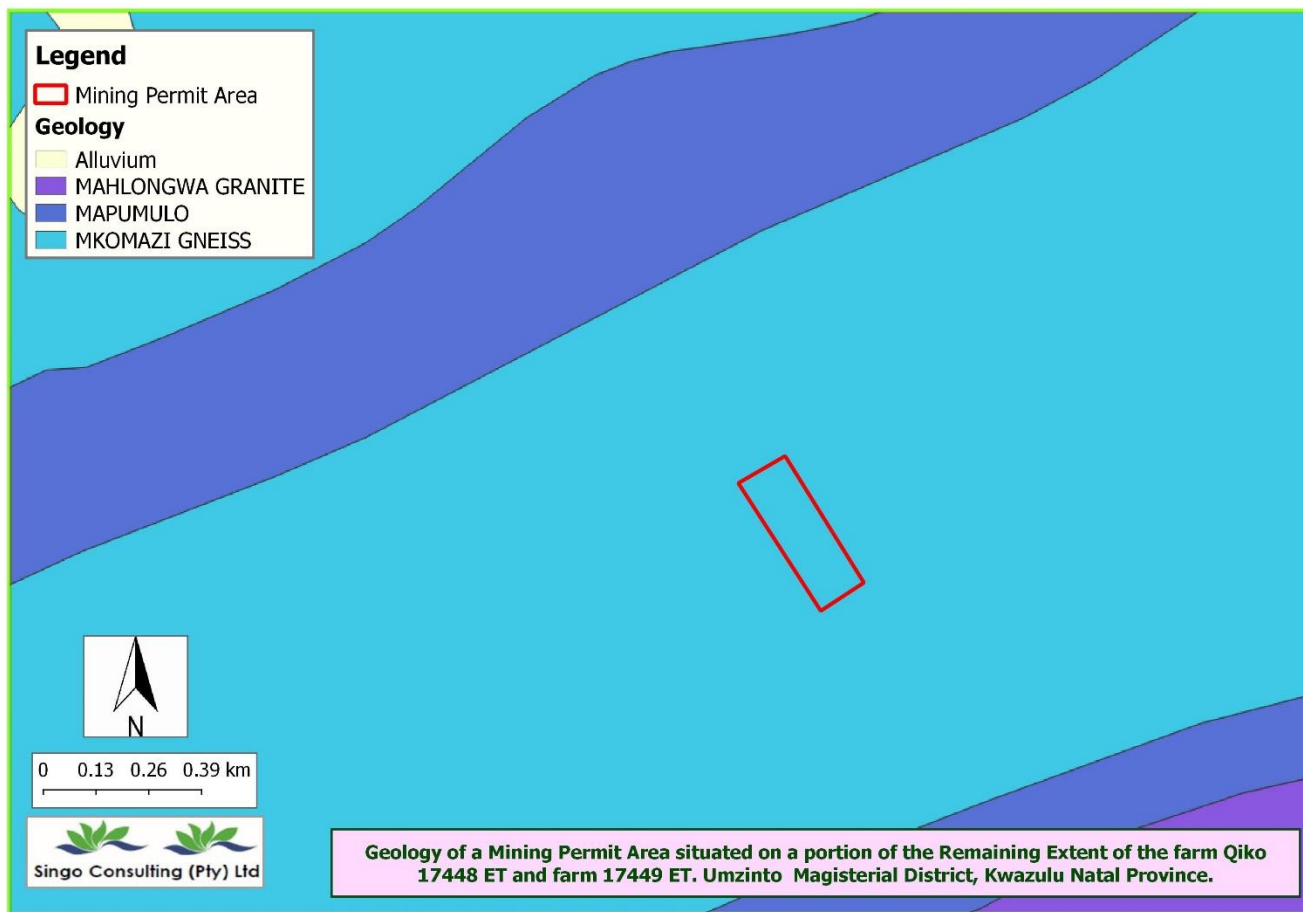 Legend
Mining Permit Area
Geology
Alluvium
MAHLONGWA GRANITE
MAPUMULO
MKOMAZI GNEISS
N
0 0.13 0.26 0.39 km
Singo Consulting (Pty) Ltd
Geology of a Mining Permit Area situated on a portion of the Remaining Extent of the farm Qiko
17448 ET and farm 17449 ET. Umzinto Magisterial District, Kwazulu Natal Province.